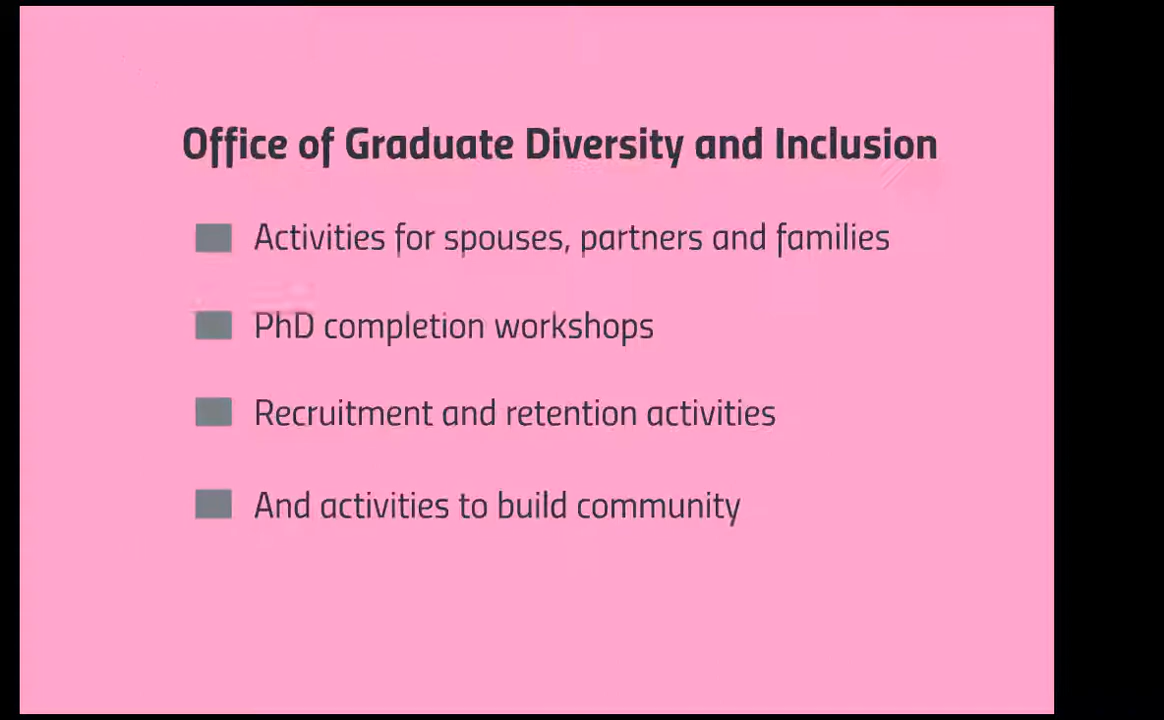 Office of Graduate Diversity and Inclusion
Activities for spouses, partners and families
PhD completion workshops
Recruitment and retention activities
And activities to build community